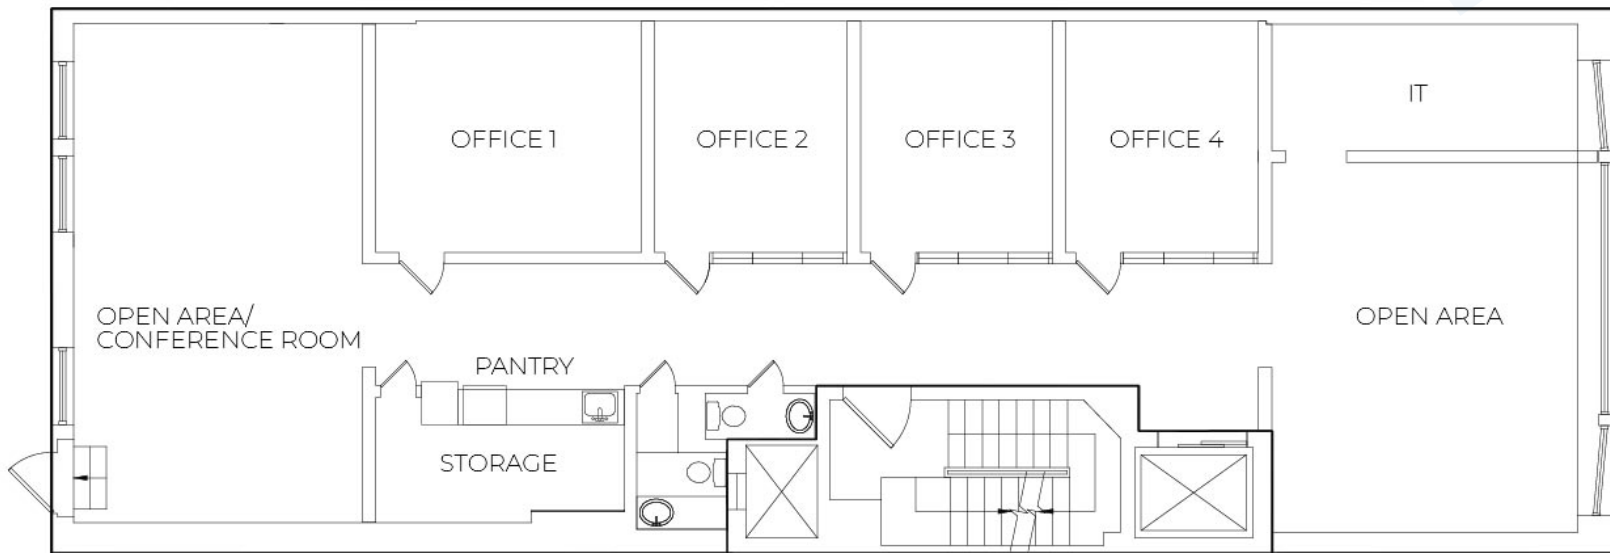 IT
OFFICE 1
OFFICE 2
OFFICE 3
OFFICE 4
OPEN AREA/
CONFERENCE ROOM
OPEN AREA
PANTRY
STORAGE